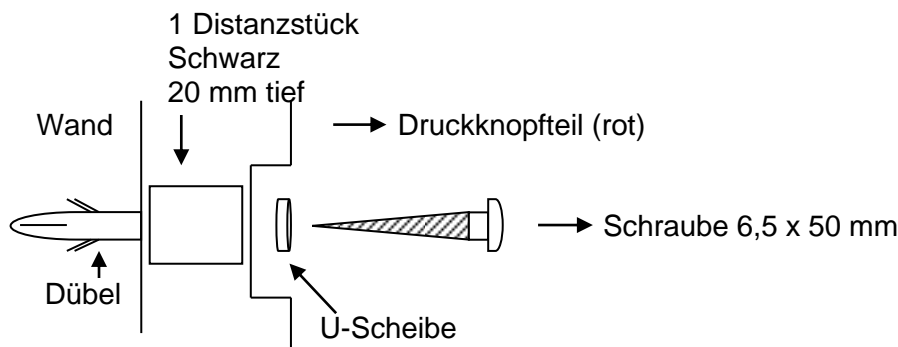 1 Distanzstück
Schwarz
20 mm tief
Wand
Druckknopfteil (rot)
Schraube 6,5 x 50 mm
Dübel
U-Scheibe